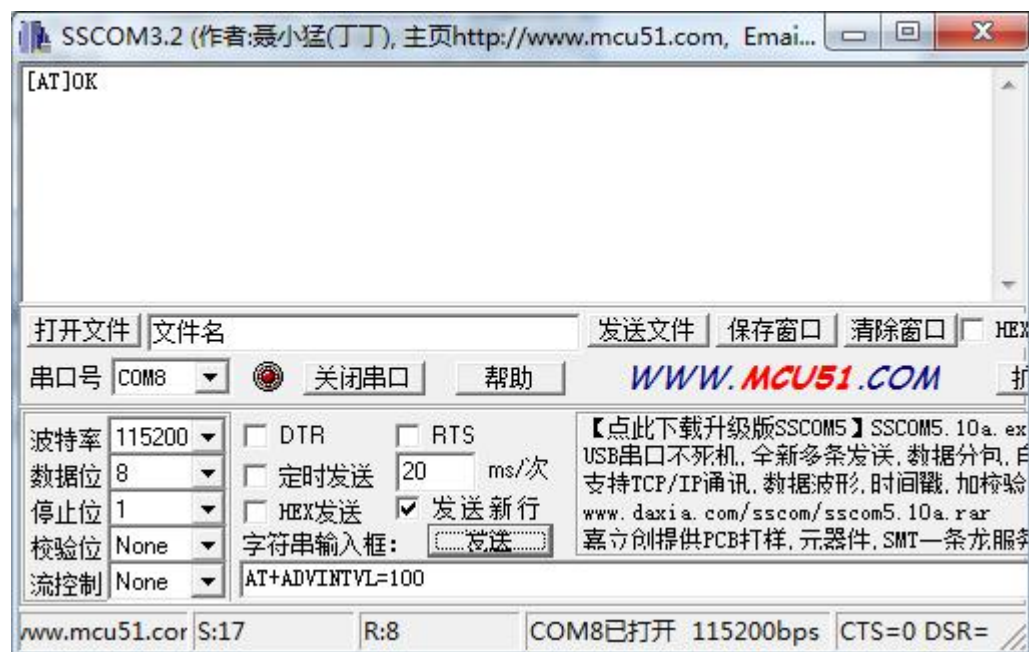 SSCOM3.2 (作者:聂小猛(丁丁), 主页http://www.mcu51.com, Emai...
[AT]OK
打开文件 文件名 发送文件 保存窗口 清除窗口 HEX
串口号 COM8 关闭串口 帮助 WWW.MCU51.COM 扩
波特率 115200 DTR RTS
数据位 8 定时发送 20 ms/次
停止位 1 HEX发送 发送新行
校验位 None 字符串输入框: 发送
流控制 None AT+ADVINTVL=100
【点此下载升级版SSCOM5】SSCOM5.10a.ex
USB串口不死机,全新多条发送,数据分包,自
支持TCP/IP通讯,数据波形,时间戳,加校验
www.daxia.com/sscom/sscom5.10a.rar
嘉立创提供PCB打样,元器件,SMT一条龙服务
www.mcu51.cor S:17 R:8 COM8已打开 115200bps CTS=0 DSR=